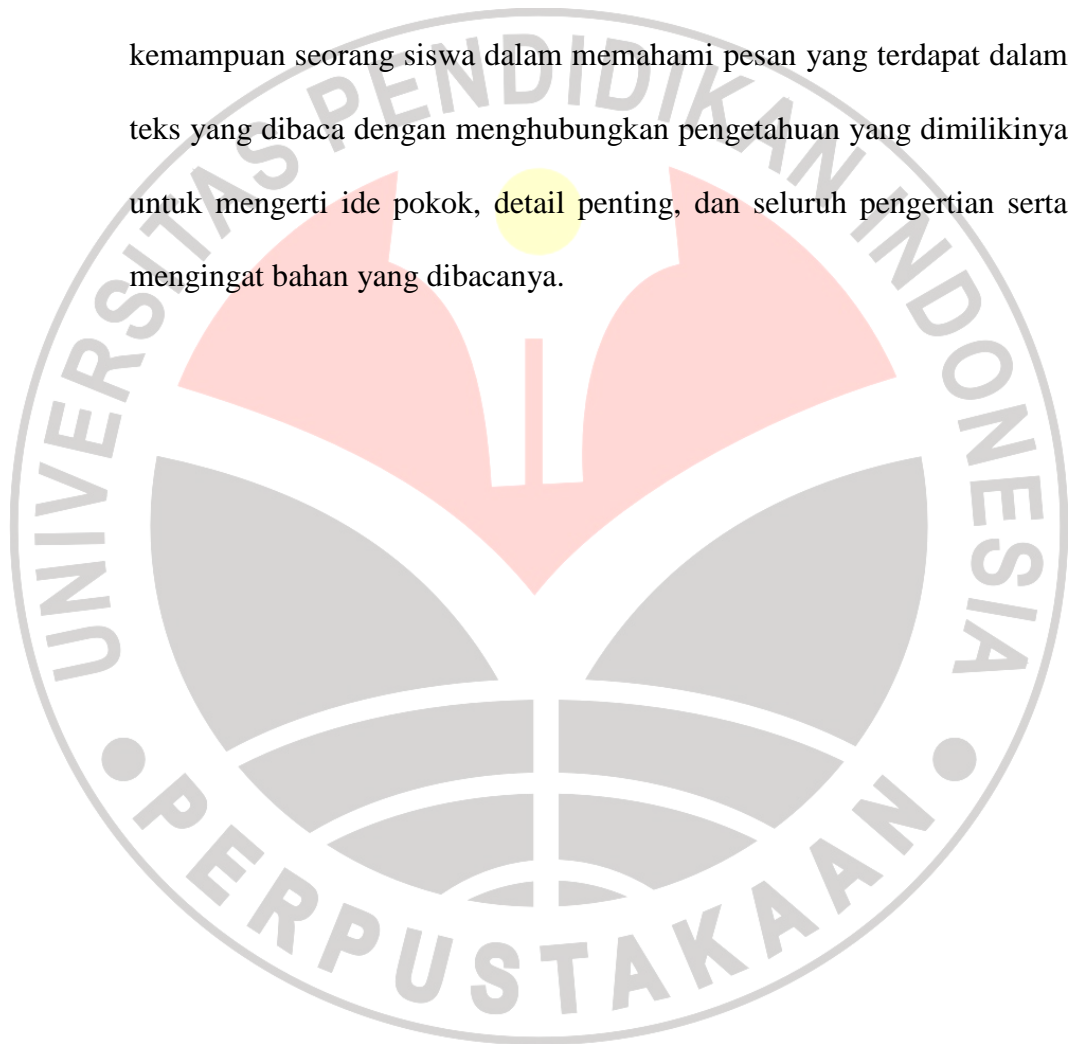 kemampuan seorang siswa dalam memahami pesan yang terdapat dalam
teks yang dibaca dengan menghubungkan pengetahuan yang dimilikinya
untuk mengerti ide pokok, detail penting, dan seluruh pengertian serta
mengingat bahan yang dibacanya.
UNIVERSITAS PENDIDIKAN INDONESIA
PERPUSTAKAAN